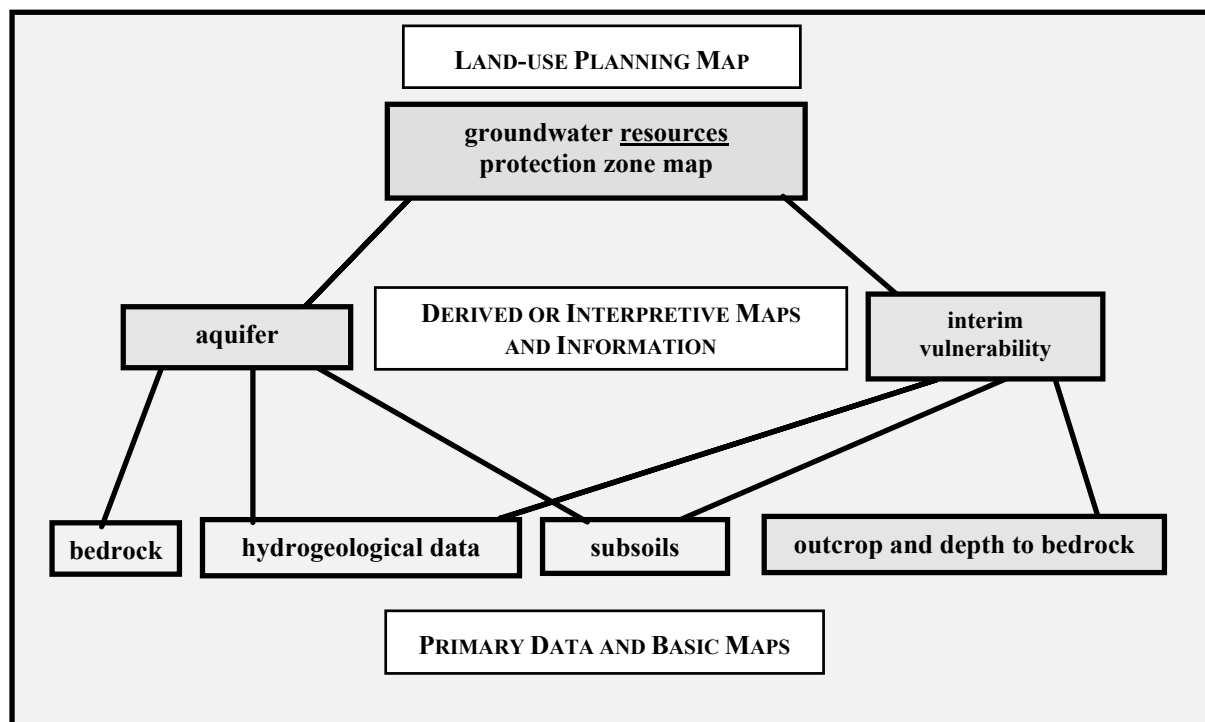 LAND-USE PLANNING MAP
groundwater resources
protection zone map
aquifer
DERIVED OR INTERPRETIVE MAPS
AND INFORMATION
interim
vulnerability
bedrock
hydrogeological data
subsoils
outcrop and depth to bedrock
PRIMARY DATA AND BASIC MAPS